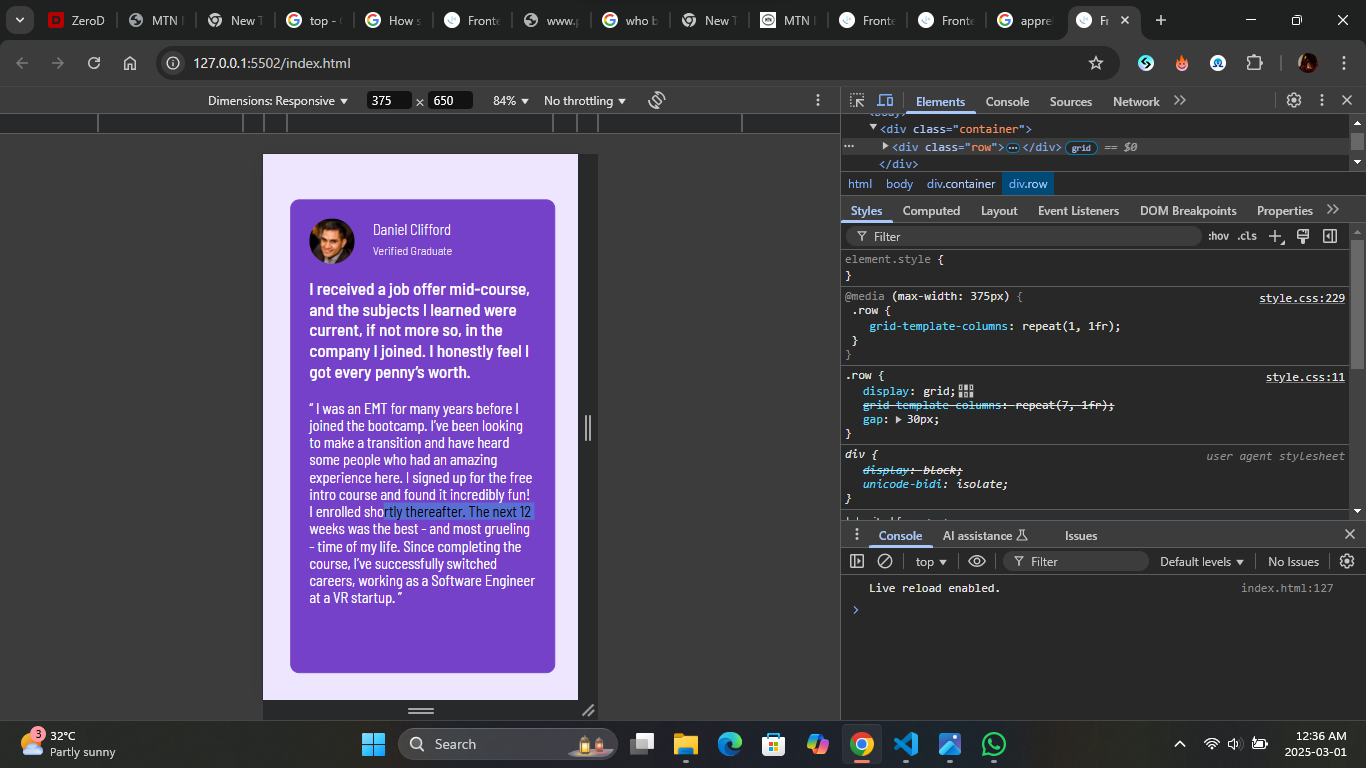 ZeroD
MTN
New T
top - G
How s
Fronte
www.p
who b
New T
MTN
Fronte
Fronte
appre
Fr
127.0.0.1:5502/index.html
Dimensions: Responsive
375 × 650
84%
No throttling
Elements
Console
Sources
Network
<body>
<div class="container">
<div class="row"> </div> grid == $0
</div>
html body div.container div.row
Styles
Computed
Layout
Event Listeners
DOM Breakpoints
Properties
Filter
:hov .cls
element.style {
}
@media (max-width: 375px) { style.css:229
.row {
grid-template-columns: repeat(1, 1fr);
}
}
.row { style.css:11
display: grid;
grid-template-columns: repeat(7, 1fr);
gap: 30px;
}
div { user agent stylesheet
display: block;
unicode-bidi: isolate;
}
Console
AI assistance
Issues
top
Filter
Default levels
No Issues
Live reload enabled. index.html:127
Daniel Clifford
Verified Graduate
I received a job offer mid-course,
and the subjects I learned were
current, if not more so, in the
company I joined. I honestly feel I
got every penny’s worth.
“ I was an EMT for many years before I
joined the bootcamp. I’ve been looking
to make a transition and have heard
some people who had an amazing
experience here. I signed up for the free
intro course and found it incredibly fun!
I enrolled shortly thereafter. The next 12
weeks was the best - and most grueling
- time of my life. Since completing the
course, I’ve successfully switched
careers, working as a Software Engineer
at a VR startup. ”
3
32°C
Partly sunny
Search
12:36 AM
2025-03-01